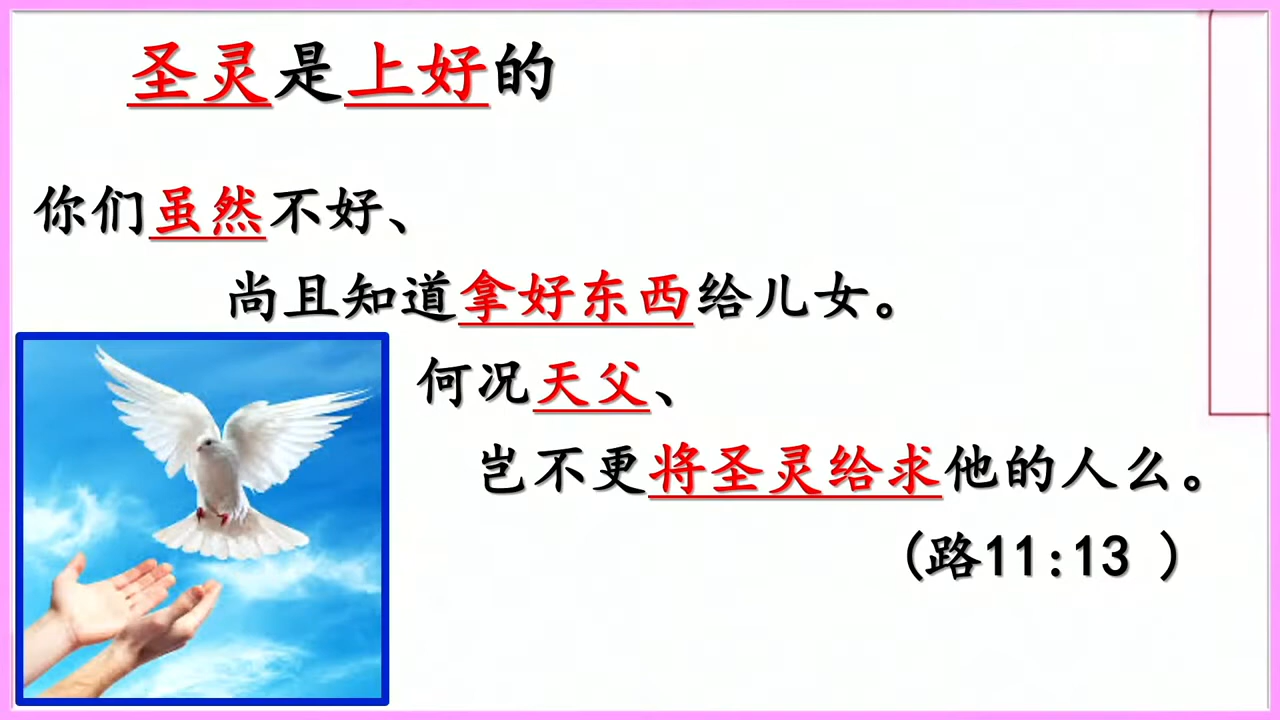 圣灵是上好的
你们虽然不好、
尚且知道拿好东西给儿女。
何况天父、
岂不更将圣灵给求他的人么。
(路11:13 )